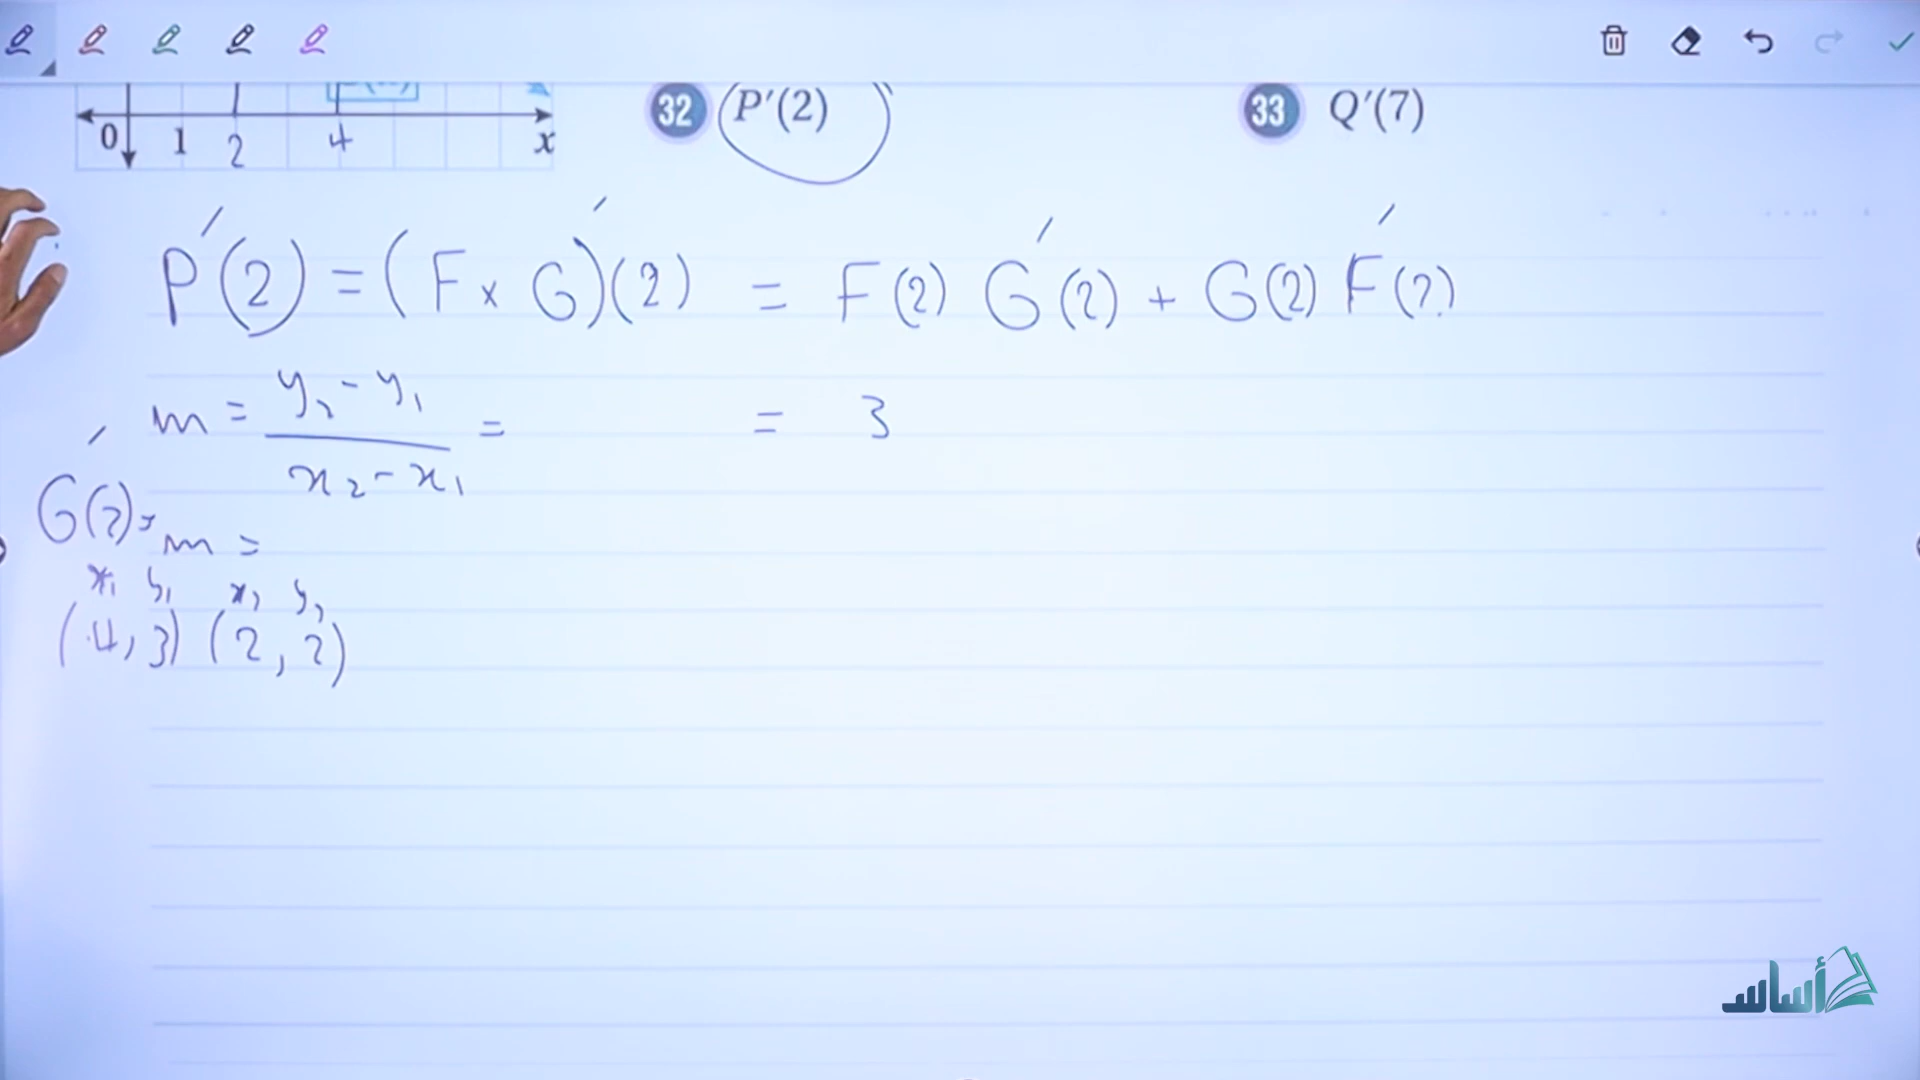 0 1 2 4 x
32 P'(2)
33 Q'(7)
P'(2) = (F × G)'(2) = F(2) G'(2) + G(2) F'(2)
m = y₂ - y₁ / x₂ - x₁ = = 3
G'(2) =
m =
x₁ y₁ x₂ y₂
(4, 3) (2, 2)
أساس